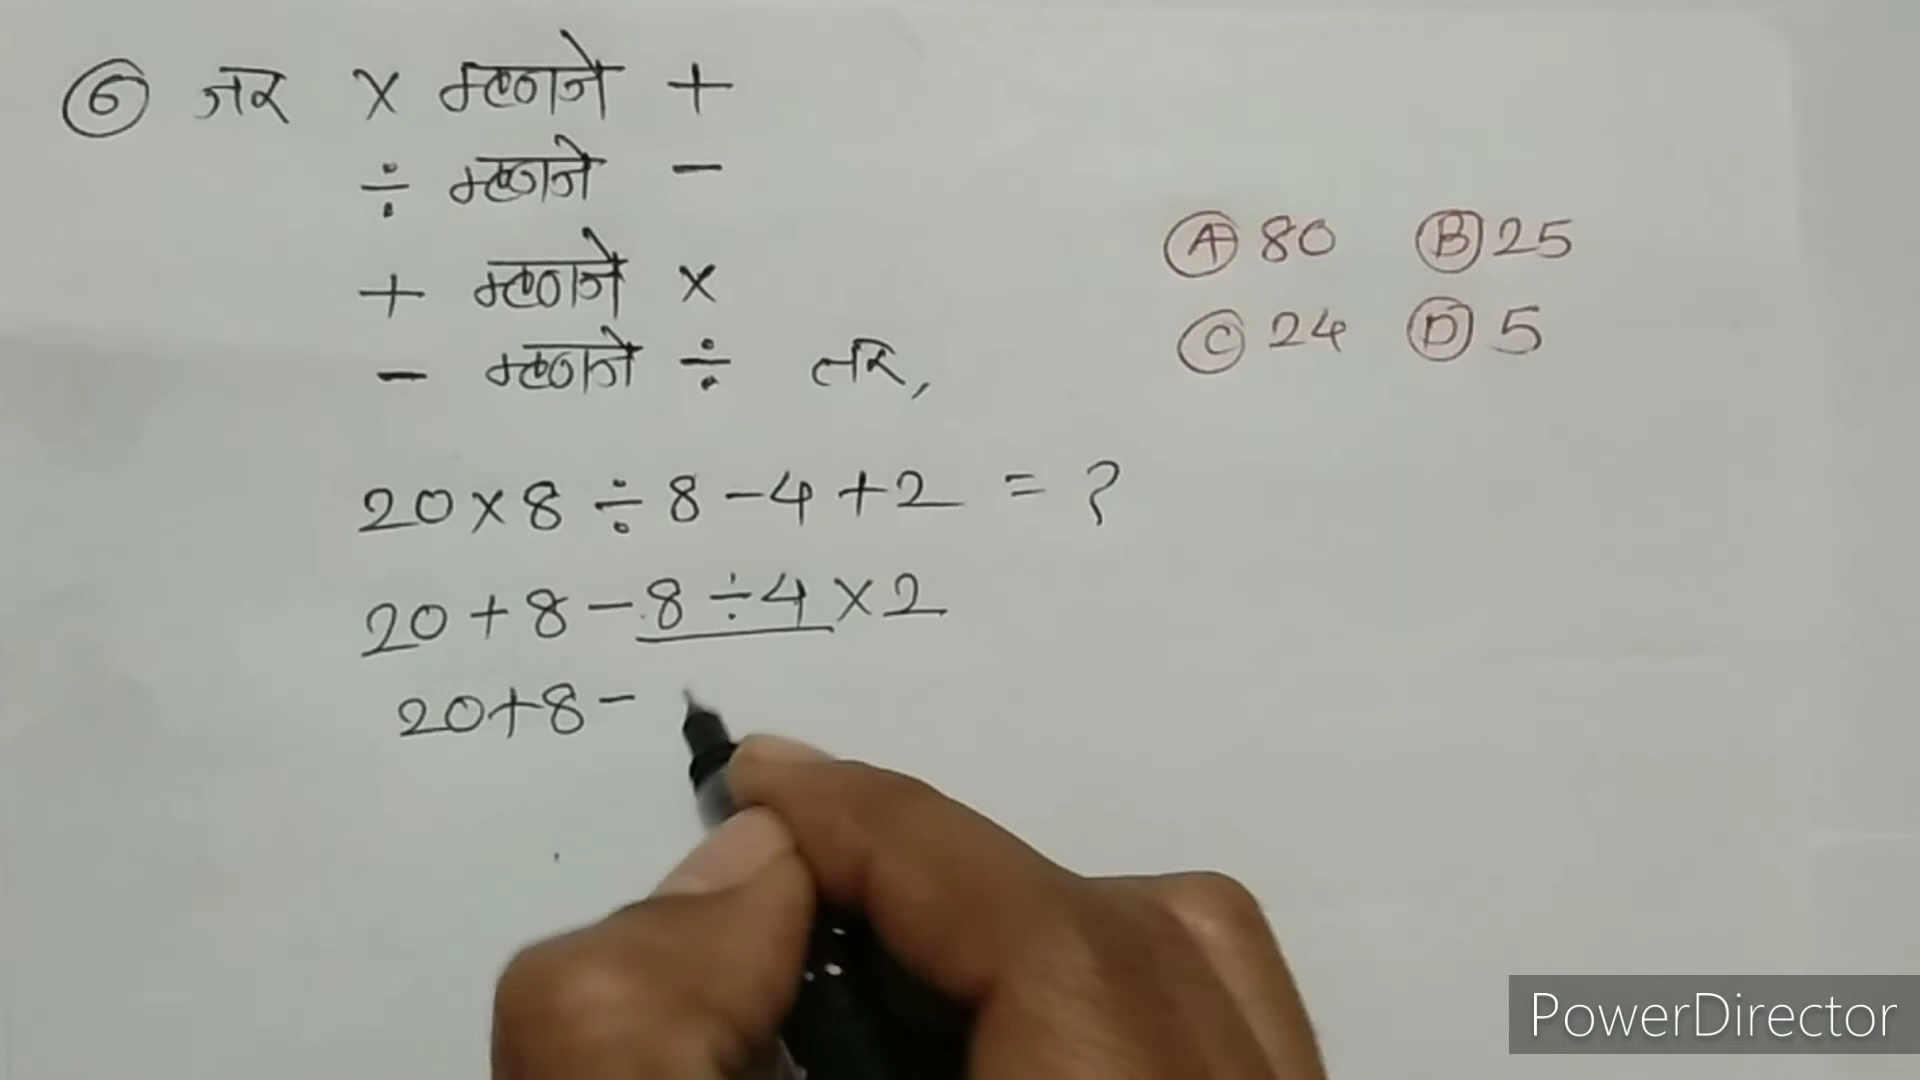 ⑥ जर × म्हणजे +
÷ म्हणजे -
+ म्हणजे ×
- म्हणजे ÷ तर,
Ⓐ 80 Ⓑ 25
Ⓒ 24 Ⓓ 5
20 × 8 ÷ 8 - 4 + 2 = ?
20 + 8 - 8 ÷ 4 × 2
20 + 8 -
PowerDirector